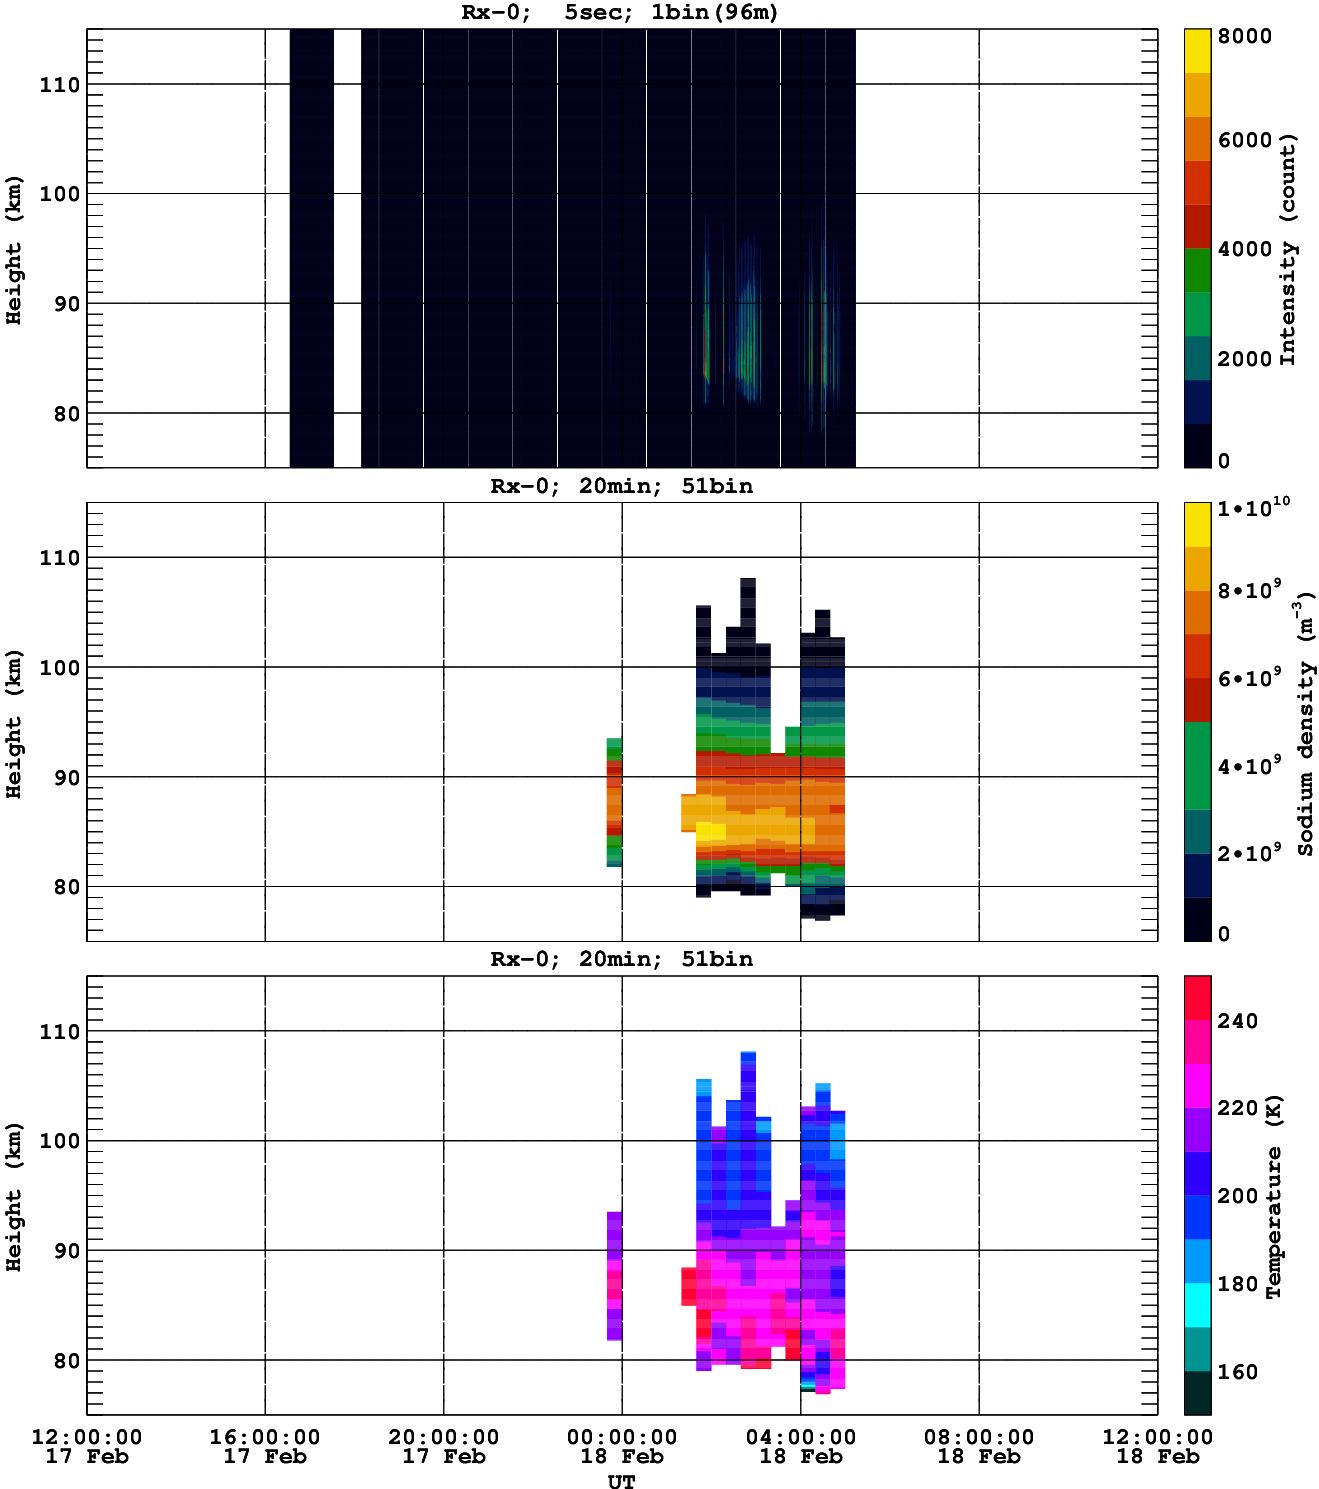 Rx-0;  5sec; 1bin(96m)
110
100
90
80
Height (km)
8000
6000
4000
2000
0
Intensity (count)
Rx-0; 20min; 51bin
110
100
90
80
Height (km)
1•10¹⁰
8•10⁹
6•10⁹
4•10⁹
2•10⁹
0
Sodium density (m⁻³)
Rx-0; 20min; 51bin
110
100
90
80
Height (km)
240
220
200
180
160
Temperature (K)
12:00:00 16:00:00 20:00:00 00:00:00 04:00:00 08:00:00 12:00:00
17 Feb 17 Feb 17 Feb 18 Feb 18 Feb 18 Feb 18 Feb
UT